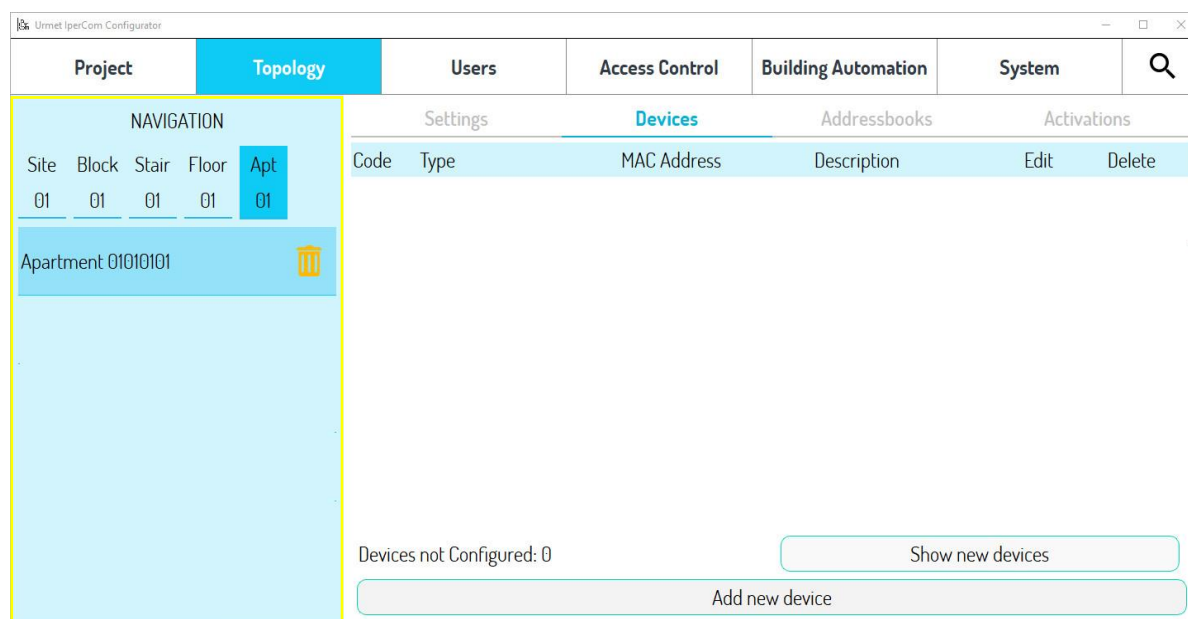 Urmet IperCom Configurator
Project Topology Users Access Control Building Automation System
NAVIGATION
Settings Devices Addressbooks Activations
Site Block Stair Floor Apt
01 01 01 01 01
Code Type MAC Address Description Edit Delete
Apartment 01010101
Devices not Configured: 0
Show new devices
Add new device